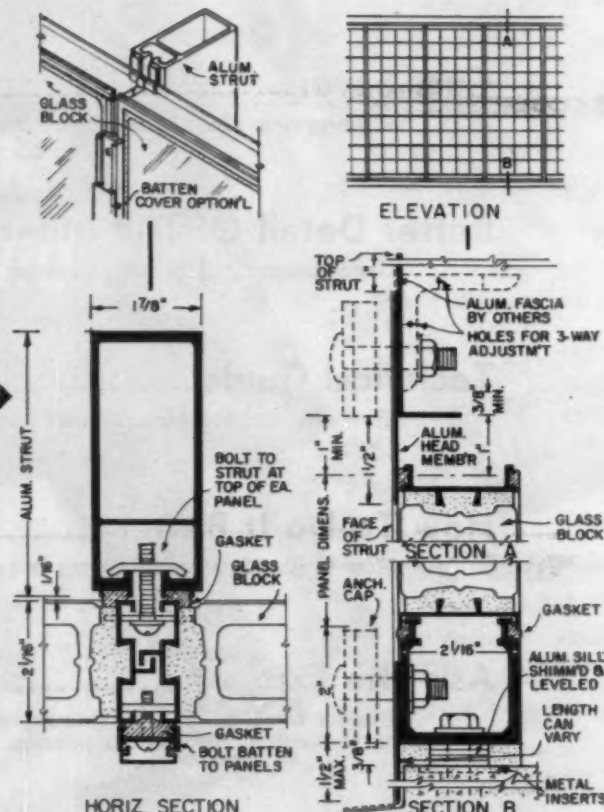 ALUM.
STRUT
GLASS
BLOCK
BATTEN
COVER OPTION'L
A
B
ELEVATION
1 7/8"
ALUM. STRUT
1/16"
2 1/16"
BOLT TO
STRUT AT
TOP OF EA.
PANEL
GASKET
GLASS
BLOCK
GASKET
BOLT BATTEN
TO PANELS
HORIZ. SECTION
TOP
OF
STRUT
ALUM. FASCIA
BY OTHERS
HOLES FOR 3-WAY
ADJUSTM'T
3/8"
MIN.
1"
MIN.
1 1/2"
ALUM.
HEAD
MEMB'R
1"
PANEL DIMENS.
FACE
OF
STRUT
GLASS
BLOCK
SECTION A
ANCH.
CAP.
GASKET
2 1/16"
ALUM. SILL
SHIMM'D &
LEVELED
2"
LENGTH
CAN
VARY
3/8"
1 1/2"
MAX.
METAL
INSERTS
SECTION B